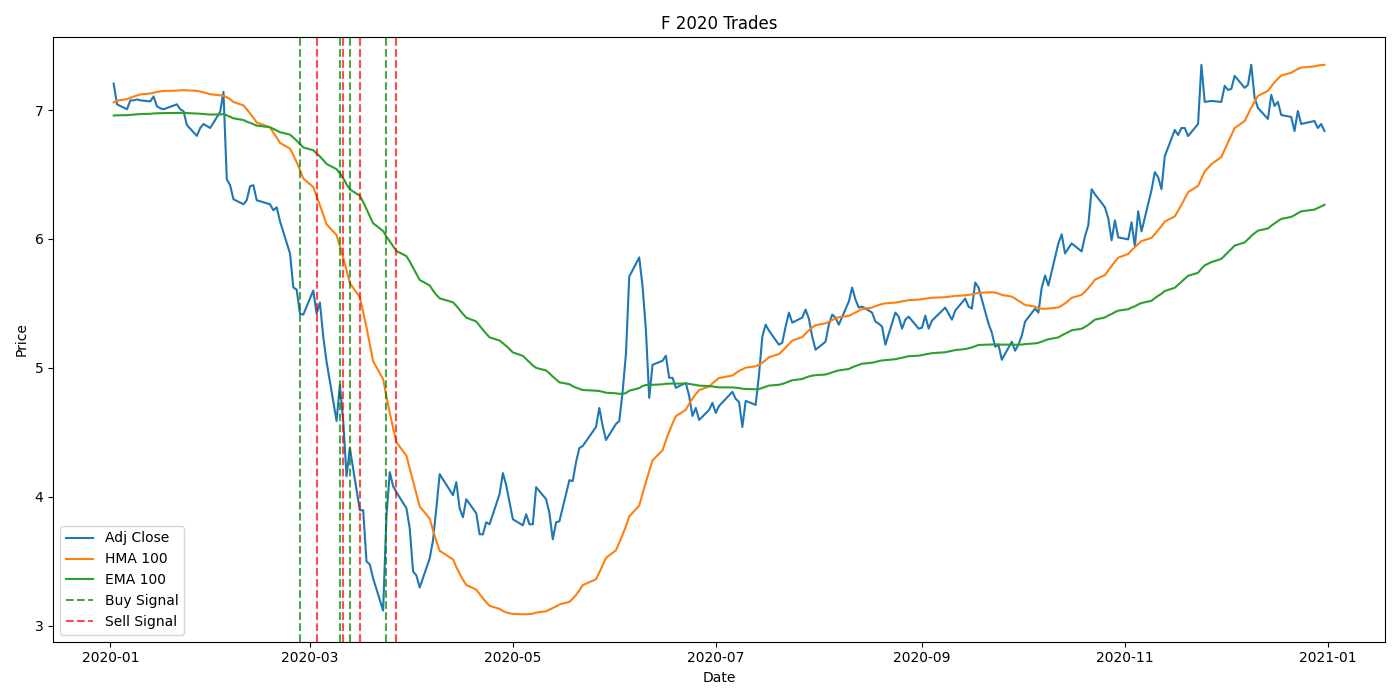 F 2020 Trades
Price
7
6
5
4
3
Adj Close
HMA 100
EMA 100
Buy Signal
Sell Signal
2020-01
2020-03
2020-05
2020-07
2020-09
2020-11
2021-01
Date